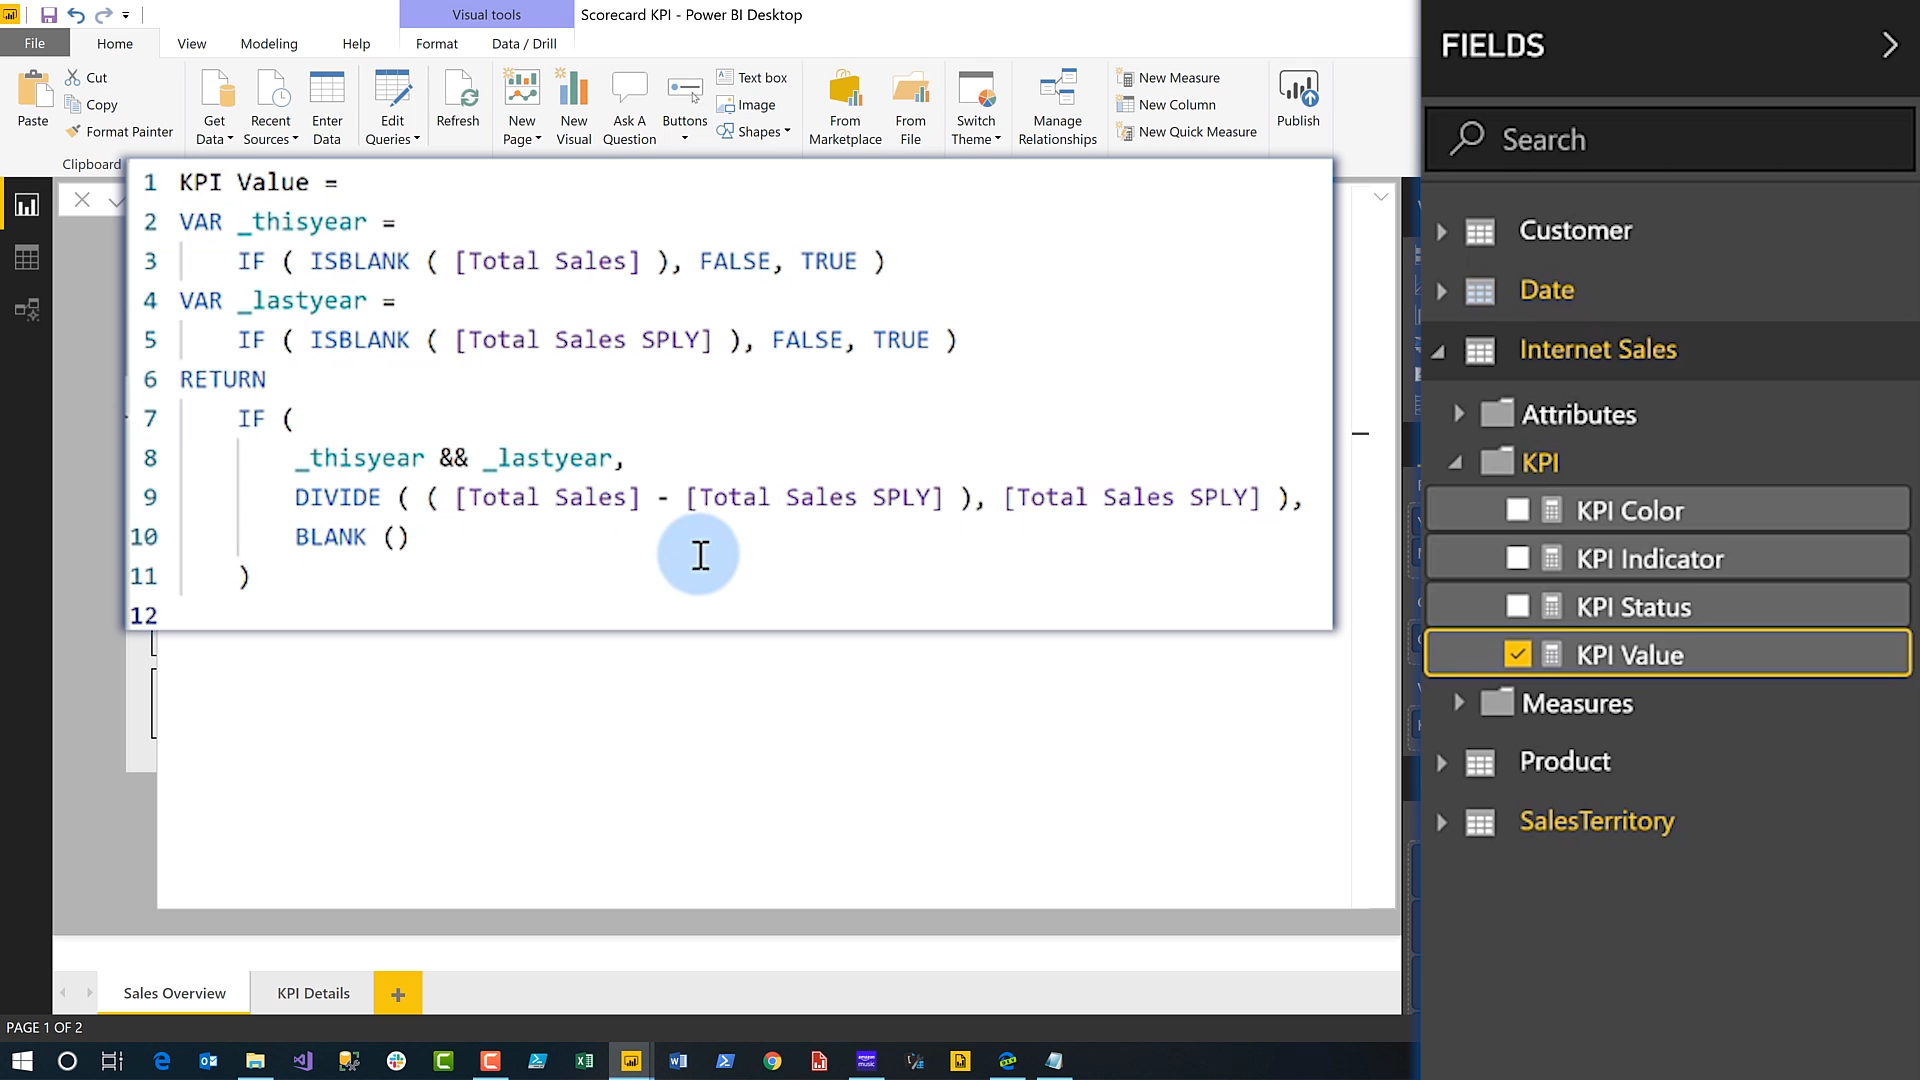 Visual tools
Scorecard KPI - Power BI Desktop
File
Home
View
Modeling
Help
Format
Data / Drill
Paste
Cut
Copy
Format Painter
Clipboard
Get
Data
Recent
Sources
Enter
Data
Edit
Queries
Refresh
New
Page
New
Visual
Ask A
Question
Buttons
Text box
Image
Shapes
From
Marketplace
From
File
Switch
Theme
Manage
Relationships
New Measure
New Column
New Quick Measure
Publish
1 KPI Value =
2 VAR _thisyear =
3 IF ( ISBLANK ( [Total Sales] ), FALSE, TRUE )
4 VAR _lastyear =
5 IF ( ISBLANK ( [Total Sales SPLY] ), FALSE, TRUE )
6 RETURN
7 IF (
8 _thisyear && _lastyear,
9 DIVIDE ( ( [Total Sales] - [Total Sales SPLY] ), [Total Sales SPLY] ),
10 BLANK ()
11 )
12
FIELDS
Search
Customer
Date
Internet Sales
Attributes
KPI
KPI Color
KPI Indicator
KPI Status
KPI Value
Measures
Product
SalesTerritory
Sales Overview
KPI Details
PAGE 1 OF 2